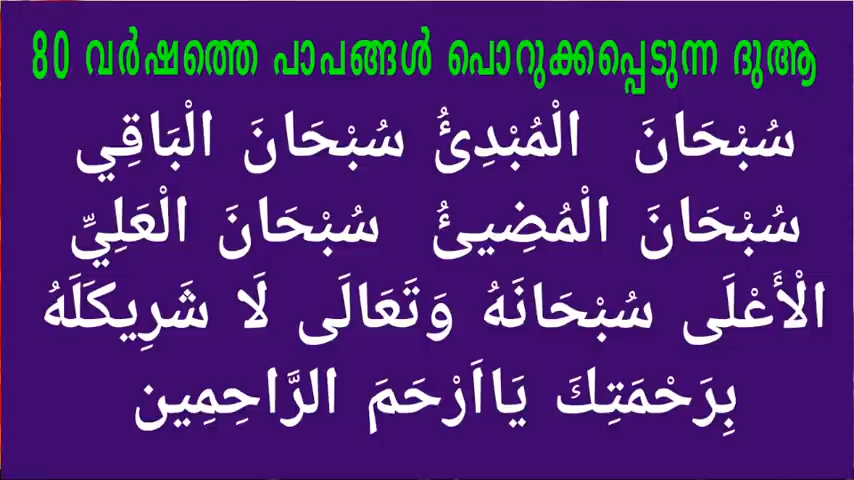 80 വർഷത്തെ പാപങ്ങൾ പൊറുക്കപ്പെടുന്ന ദുആ
سُبْحَانَ الْمُبْدِئُ سُبْحَانَ الْبَاقِي
سُبْحَانَ الْمُضِيئُ سُبْحَانَ الْعَلِيِّ
الْأَعْلَى سُبْحَانَهُ وَتَعَالَى لَا شَرِيكَلَهُ
بِرَحْمَتِكَ يَااَرْحَمَ الرَّاحِمِين